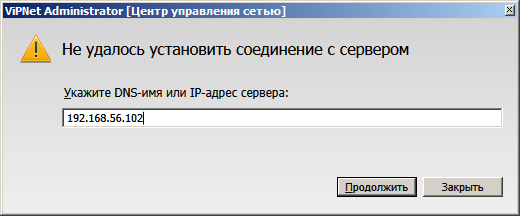 ViPNet Administrator [Центр управления сетью]
Не удалось установить соединение с сервером
Укажите DNS-имя или IP-адрес сервера:
192.168.56.102
Продолжить Закрыть